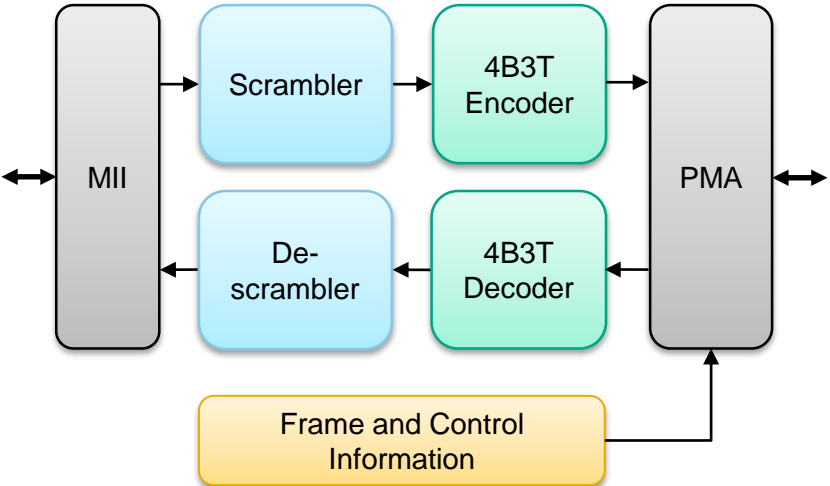 MII
Scrambler
4B3T
Encoder
PMA
De-
scrambler
4B3T
Decoder
Frame and Control
Information